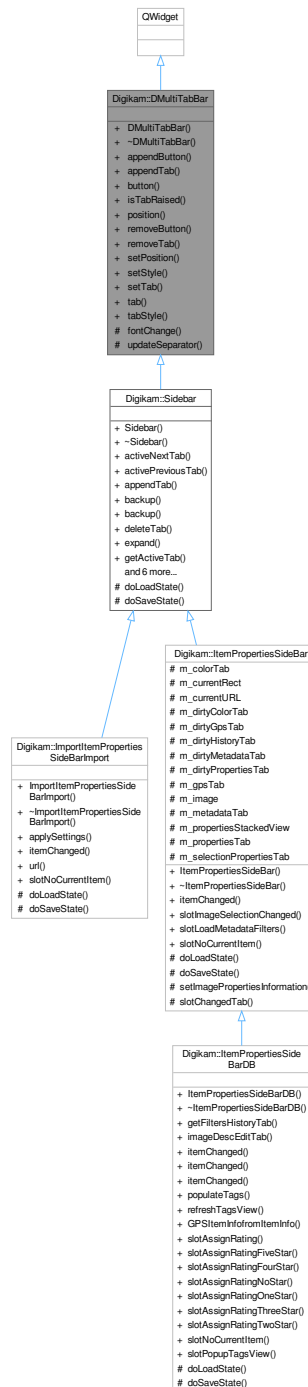 QWidget
Digikam::DMultiTabBar
+ DMultiTabBar()
+ ~DMultiTabBar()
+ appendButton()
+ appendTab()
+ button()
+ isTabRaised()
+ position()
+ removeButton()
+ removeTab()
+ setPosition()
+ setStyle()
+ setTab()
+ tab()
+ tabStyle()
# fontChange()
# updateSeparator()
Digikam::Sidebar
+ Sidebar()
+ ~Sidebar()
+ activeNextTab()
+ activePreviousTab()
+ appendTab()
+ backup()
+ backup()
+ deleteTab()
+ expand()
+ getActiveTab()
and 6 more...
# doLoadState()
# doSaveState()
Digikam::ImportItemProperties
SideBarImport
+ ImportItemPropertiesSide
BarImport()
+ ~ImportItemPropertiesSide
BarImport()
+ applySettings()
+ itemChanged()
+ url()
+ slotNoCurrentItem()
# doLoadState()
# doSaveState()
Digikam::ItemPropertiesSideBar
# m_colorTab
# m_currentRect
# m_currentURL
# m_dirtyColorTab
# m_dirtyGpsTab
# m_dirtyHistoryTab
# m_dirtyMetadataTab
# m_dirtyPropertiesTab
# m_gpsTab
# m_image
# m_metadataTab
# m_propertiesStackedView
# m_propertiesTab
# m_selectionPropertiesTab
+ ItemPropertiesSideBar()
+ ~ItemPropertiesSideBar()
+ itemChanged()
+ slotImageSelectionChanged()
+ slotLoadMetadataFilters()
+ slotNoCurrentItem()
# doLoadState()
# doSaveState()
# setImagePropertiesInformation(
# slotChangedTab()
Digikam::ItemPropertiesSide
BarDB
+ ItemPropertiesSideBarDB()
+ ~ItemPropertiesSideBarDB()
+ getFiltersHistoryTab()
+ imageDescEditTab()
+ itemChanged()
+ itemChanged()
+ itemChanged()
+ populateTags()
+ refreshTagsView()
+ GPSItemInfofromItemInfo()
+ slotAssignRating()
+ slotAssignRatingFiveStar()
+ slotAssignRatingFourStar()
+ slotAssignRatingNoStar()
+ slotAssignRatingOneStar()
+ slotAssignRatingThreeStar()
+ slotAssignRatingTwoStar()
+ slotNoCurrentItem()
+ slotPopupTagsView()
# doLoadState()
# doSaveState()